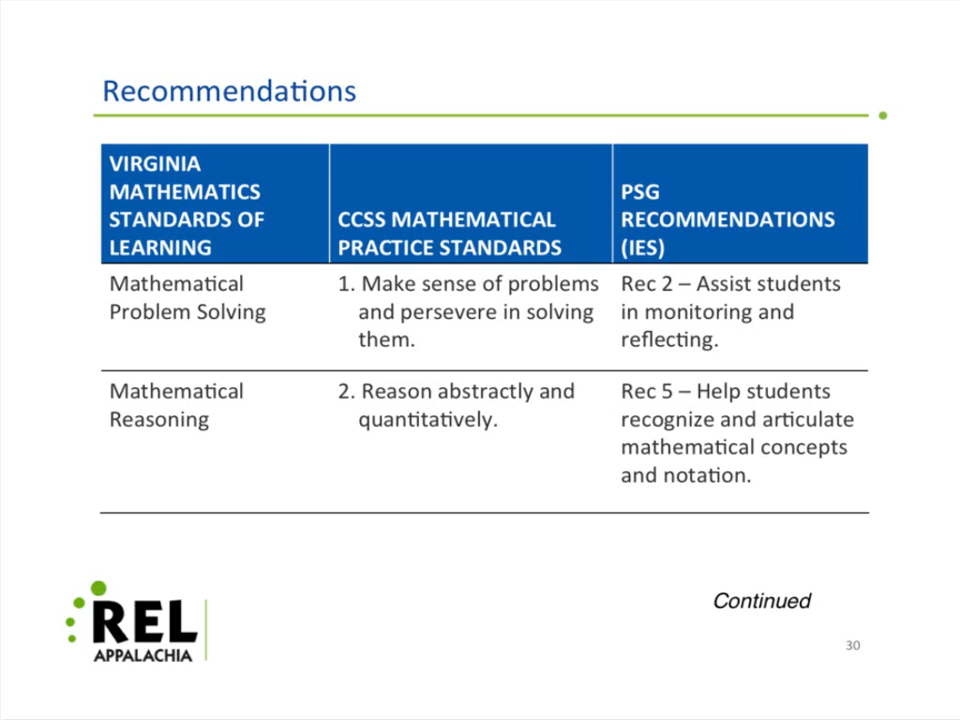 Recommendations
VIRGINIA
MATHEMATICS
STANDARDS OF
LEARNING
CCSS MATHEMATICAL
PRACTICE STANDARDS
PSG
RECOMMENDATIONS
(IES)
Mathematical
Problem Solving
1. Make sense of problems
and persevere in solving
them.
Rec 2 – Assist students
in monitoring and
reflecting.
Mathematical
Reasoning
2. Reason abstractly and
quantitatively.
Rec 5 – Help students
recognize and articulate
mathematical concepts
and notation.
Continued
REL
APPALACHIA
30